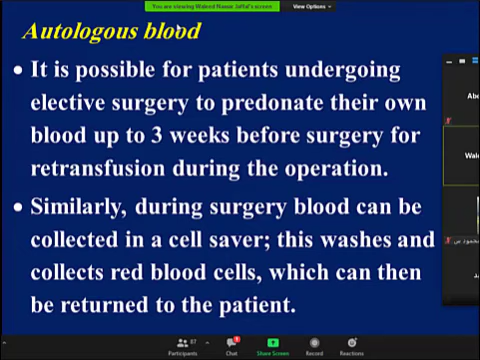 You are viewing Waleed Nawar Jaffal's screen
View Options
Autologous blood
• It is possible for patients undergoing
elective surgery to predonate their own
blood up to 3 weeks before surgery for
retransfusion during the operation.
• Similarly, during surgery blood can be
collected in a cell saver; this washes and
collects red blood cells, which can then
be returned to the patient.
Participants
Chat
Share Screen
Record
Reactions